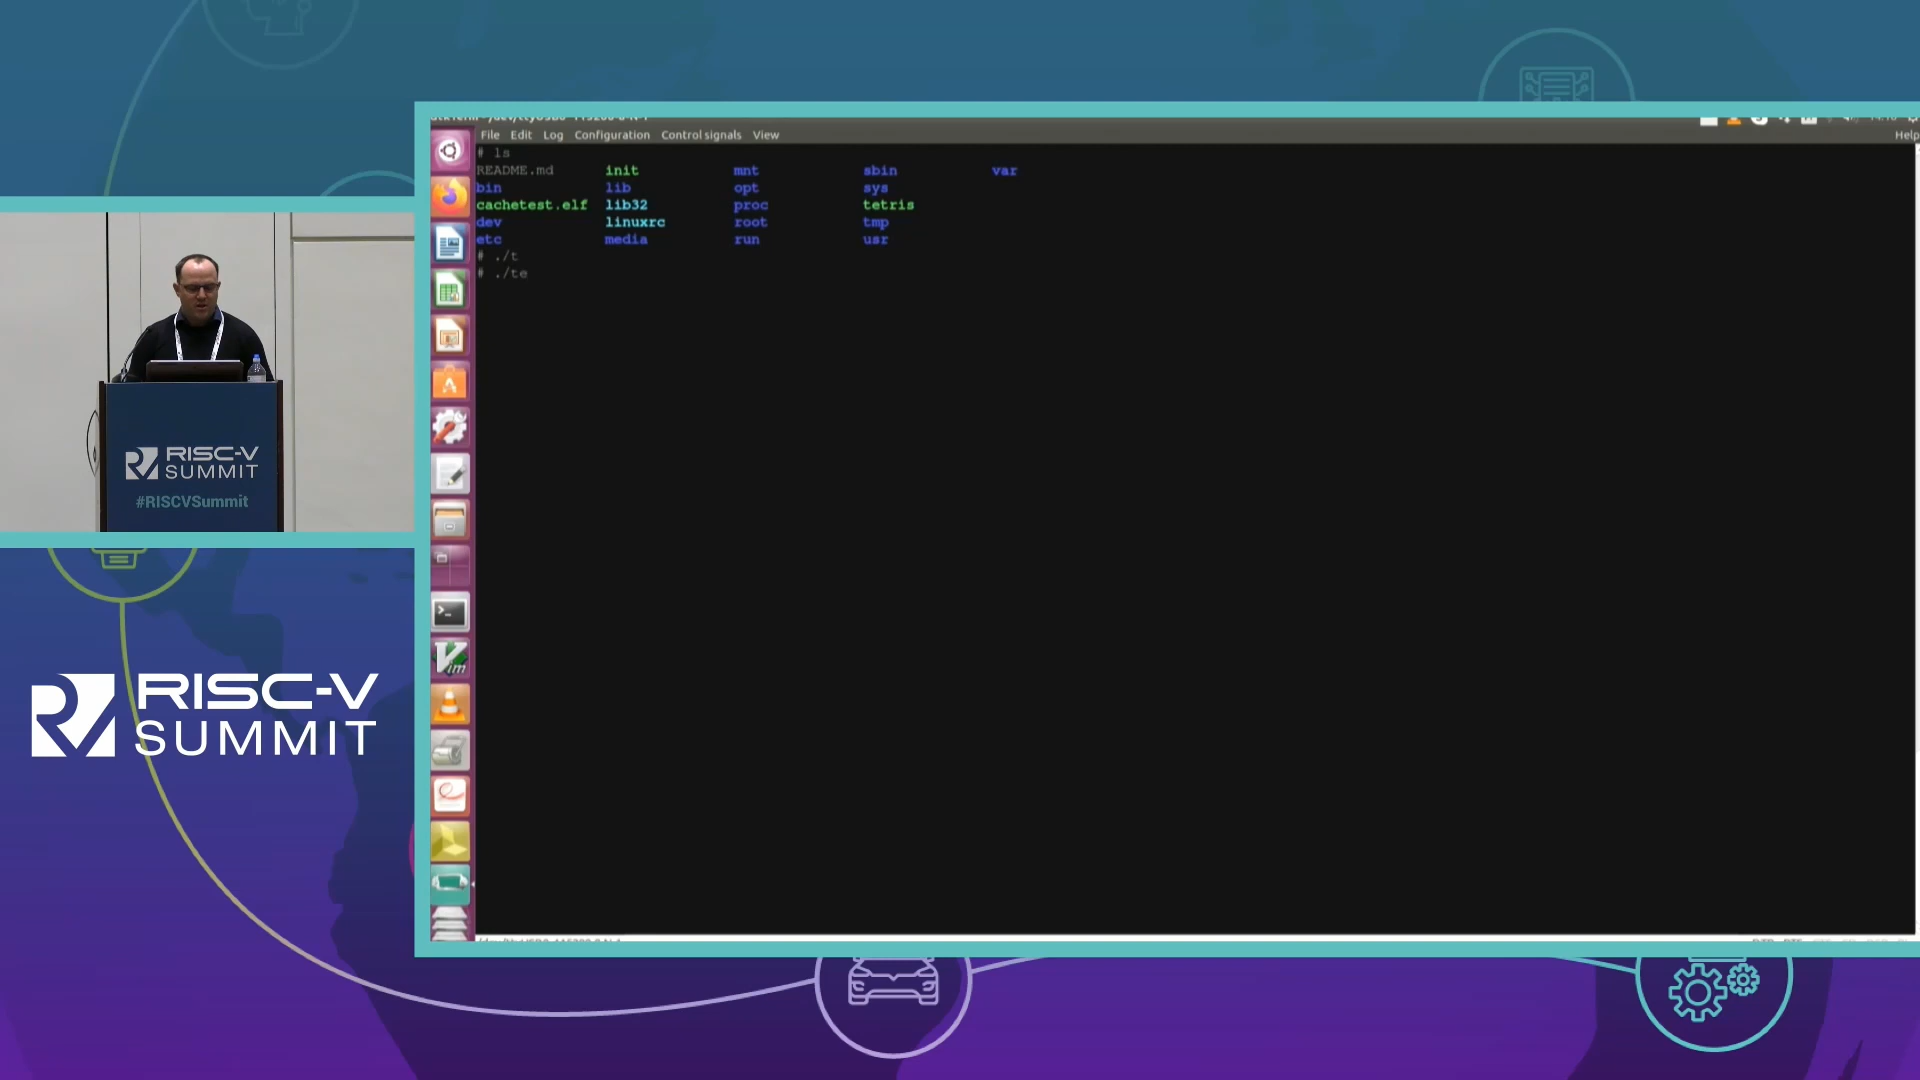 File Edit Log Configuration Control signals View
Help
# ls
README.md init mnt sbin var
bin lib opt sys
cachetest.elf lib32 proc tetris
dev linuxrc root tmp
etc media run usr
# ./t
# ./te
RISC-V
SUMMIT
#RISCVSummit
RISC-V
SUMMIT